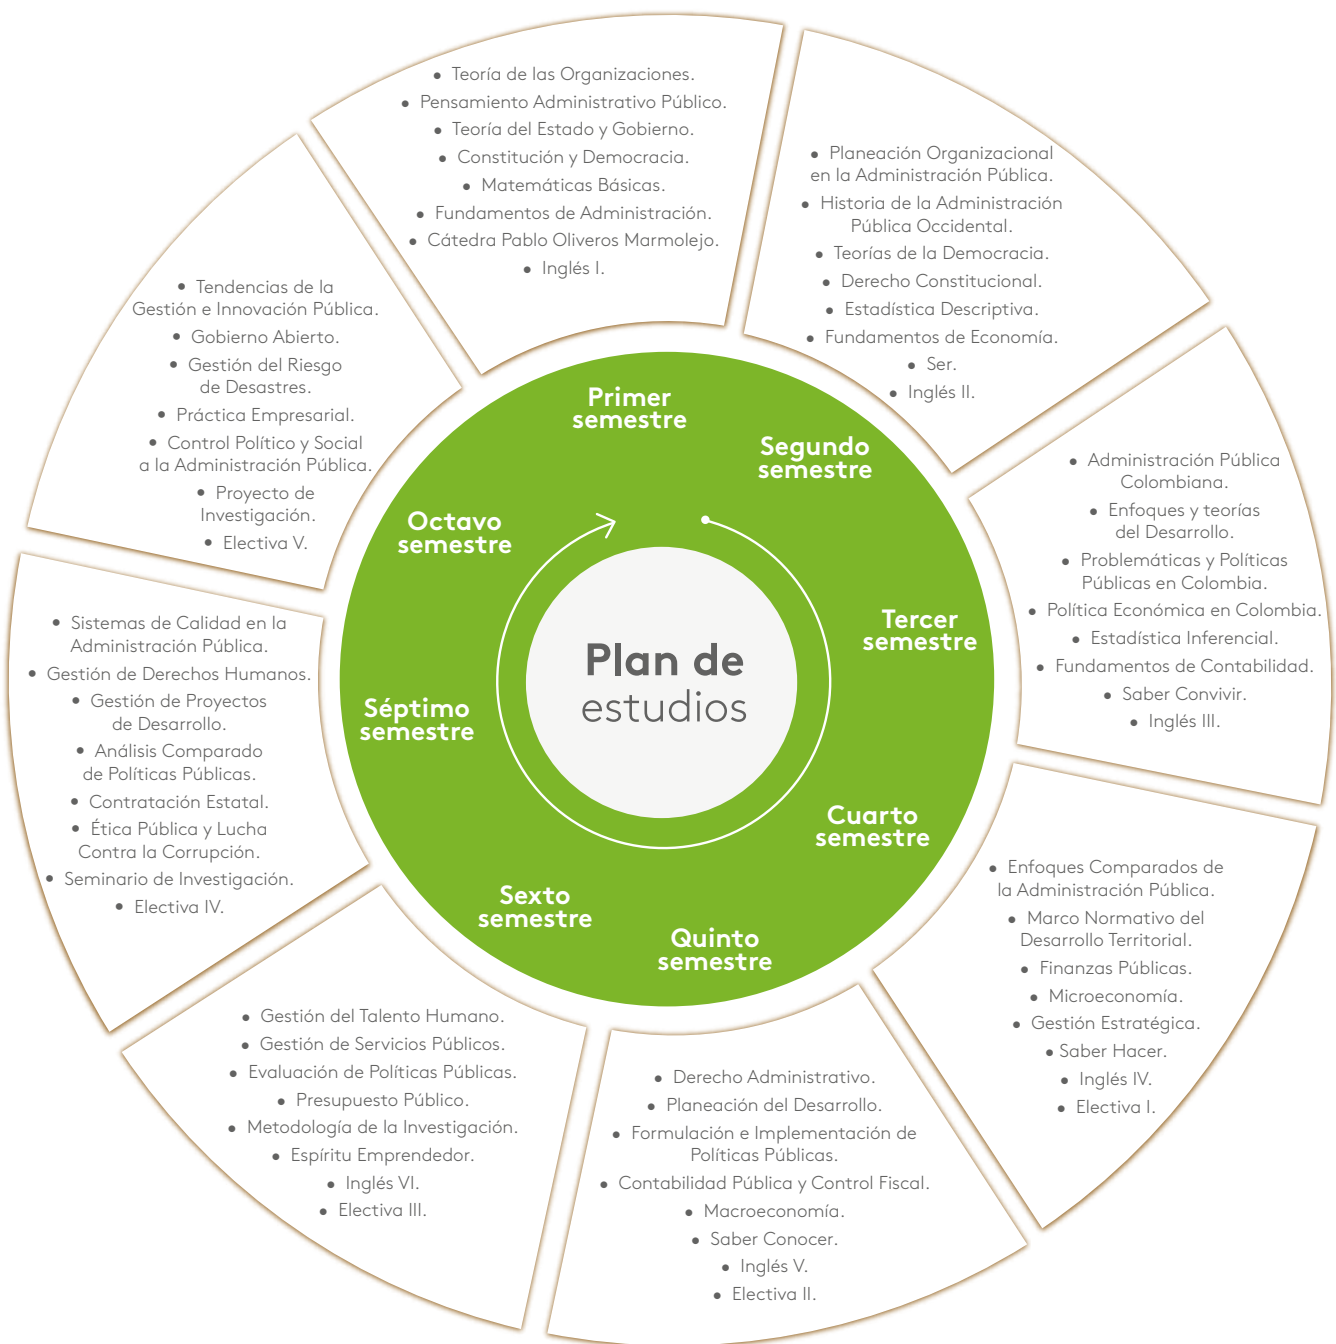 Plan de
estudios
Primer
semestre
• Teoría de las Organizaciones.
• Pensamiento Administrativo Público.
• Teoría del Estado y Gobierno.
• Constitución y Democracia.
• Matemáticas Básicas.
• Fundamentos de Administración.
• Cátedra Pablo Oliveros Marmolejo.
• Inglés I.
Segundo
semestre
• Planeación Organizacional
en la Administración Pública.
• Historia de la Administración
Pública Occidental.
• Teorías de la Democracia.
• Derecho Constitucional.
• Estadística Descriptiva.
• Fundamentos de Economía.
• Ser.
• Inglés II.
Tercer
semestre
• Administración Pública
Colombiana.
• Enfoques y teorías
del Desarrollo.
• Problemáticas y Políticas
Públicas en Colombia.
• Política Económica en Colombia.
• Estadística Inferencial.
• Fundamentos de Contabilidad.
• Saber Convivir.
• Inglés III.
Cuarto
semestre
• Enfoques Comparados de
la Administración Pública.
• Marco Normativo del
Desarrollo Territorial.
• Finanzas Públicas.
• Microeconomía.
• Gestión Estratégica.
• Saber Hacer.
• Inglés IV.
• Electiva I.
Quinto
semestre
• Derecho Administrativo.
• Planeación del Desarrollo.
• Formulación e Implementación de
Políticas Públicas.
• Contabilidad Pública y Control Fiscal.
• Macroeconomía.
• Saber Conocer.
• Inglés V.
• Electiva II.
Sexto
semestre
• Gestión del Talento Humano.
• Gestión de Servicios Públicos.
• Evaluación de Políticas Públicas.
• Presupuesto Público.
• Metodología de la Investigación.
• Espíritu Emprendedor.
• Inglés VI.
• Electiva III.
Séptimo
semestre
• Sistemas de Calidad en la
Administración Pública.
• Gestión de Derechos Humanos.
• Gestión de Proyectos
de Desarrollo.
• Análisis Comparado
de Políticas Públicas.
• Contratación Estatal.
• Ética Pública y Lucha
Contra la Corrupción.
• Seminario de Investigación.
• Electiva IV.
Octavo
semestre
• Tendencias de la
Gestión e Innovación Pública.
• Gobierno Abierto.
• Gestión del Riesgo
de Desastres.
• Práctica Empresarial.
• Control Político y Social
a la Administración Pública.
• Proyecto de
Investigación.
• Electiva V.